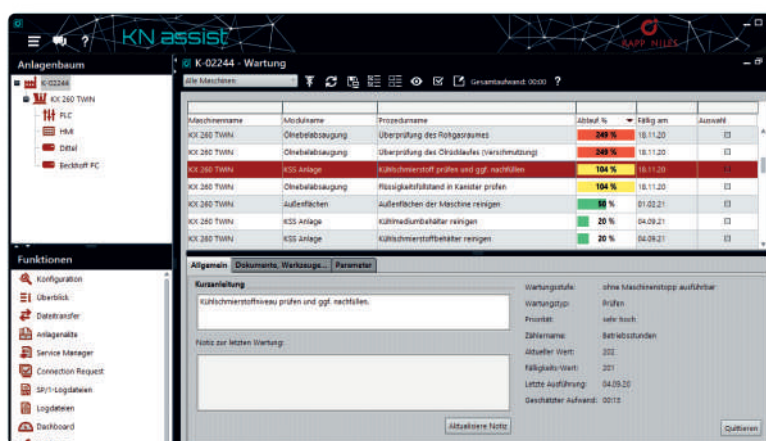 KN assist
KAPP NILES
Anlagenbaum
K-02244
KX 260 TWIN
PLC
HMI
Dittel
Beckhoff PC
Funktionen
Konfiguration
Überblick
Dateitransfer
Anlagenakte
Service Manager
Connection Request
SP/1-Logdateien
Logdateien
Dashboard
K-02244 - Wartung
Alle Maschinen Gesamtaufwand: 00:00 ?
Maschinenname Modulname Prozedurname Ablauf % Fällig am Auswahl
KX 260 TWIN Ölnebelabsaugung Überprüfung des Rohgasraumes 249 % 18.11.20
KX 260 TWIN Ölnebelabsaugung Überprüfung des Ölrücklaufes (Verschmutzung) 249 % 18.11.20
KX 260 TWIN KSS Anlage Kühlschmierstoff prüfen und ggf. nachfüllen 104 % 18.11.20
KX 260 TWIN Ölnebelabsaugung Flüssigkeitsfüllstand in Kanister prüfen 104 % 18.11.20
KX 260 TWIN Außenflächen Außenflächen der Maschine reinigen 50 % 01.02.21
KX 260 TWIN KSS Anlage Kühlmediumbehälter reinigen 20 % 04.09.21
KX 260 TWIN KSS Anlage Kühlschmierstoffbehälter reinigen 20 % 04.09.21
Allgemein Dokumente, Werkzeuge... Parameter
Kurzanleitung
Kühlschmierstoffniveau prüfen und ggf. nachfüllen.
Notiz zur letzten Wartung:
Aktualisiere Notiz
Wartungsstufe: ohne Maschinenstopp ausführbar
Wartungstyp: Prüfen
Priorität: sehr hoch
Zählername: Betriebsstunden
Aktueller Wert: 202
Fälligkeits-Wert: 201
Letzte Ausführung: 04.09.20
Geschätzter Aufwand: 00:15
Quittieren